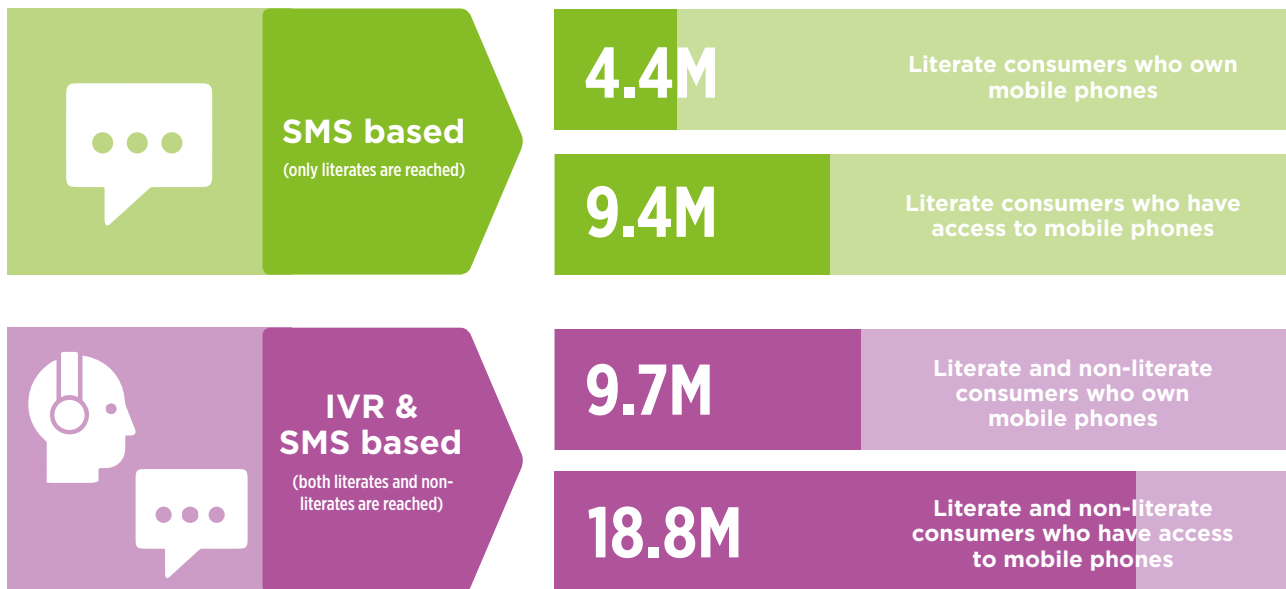 SMS based
(only literates are reached)
4.4M
Literate consumers who own
mobile phones
9.4M
Literate consumers who have
access to mobile phones
IVR &
SMS based
(both literates and non-
literates are reached)
9.7M
Literate and non-literate
consumers who own
mobile phones
18.8M
Literate and non-literate
consumers who have access
to mobile phones